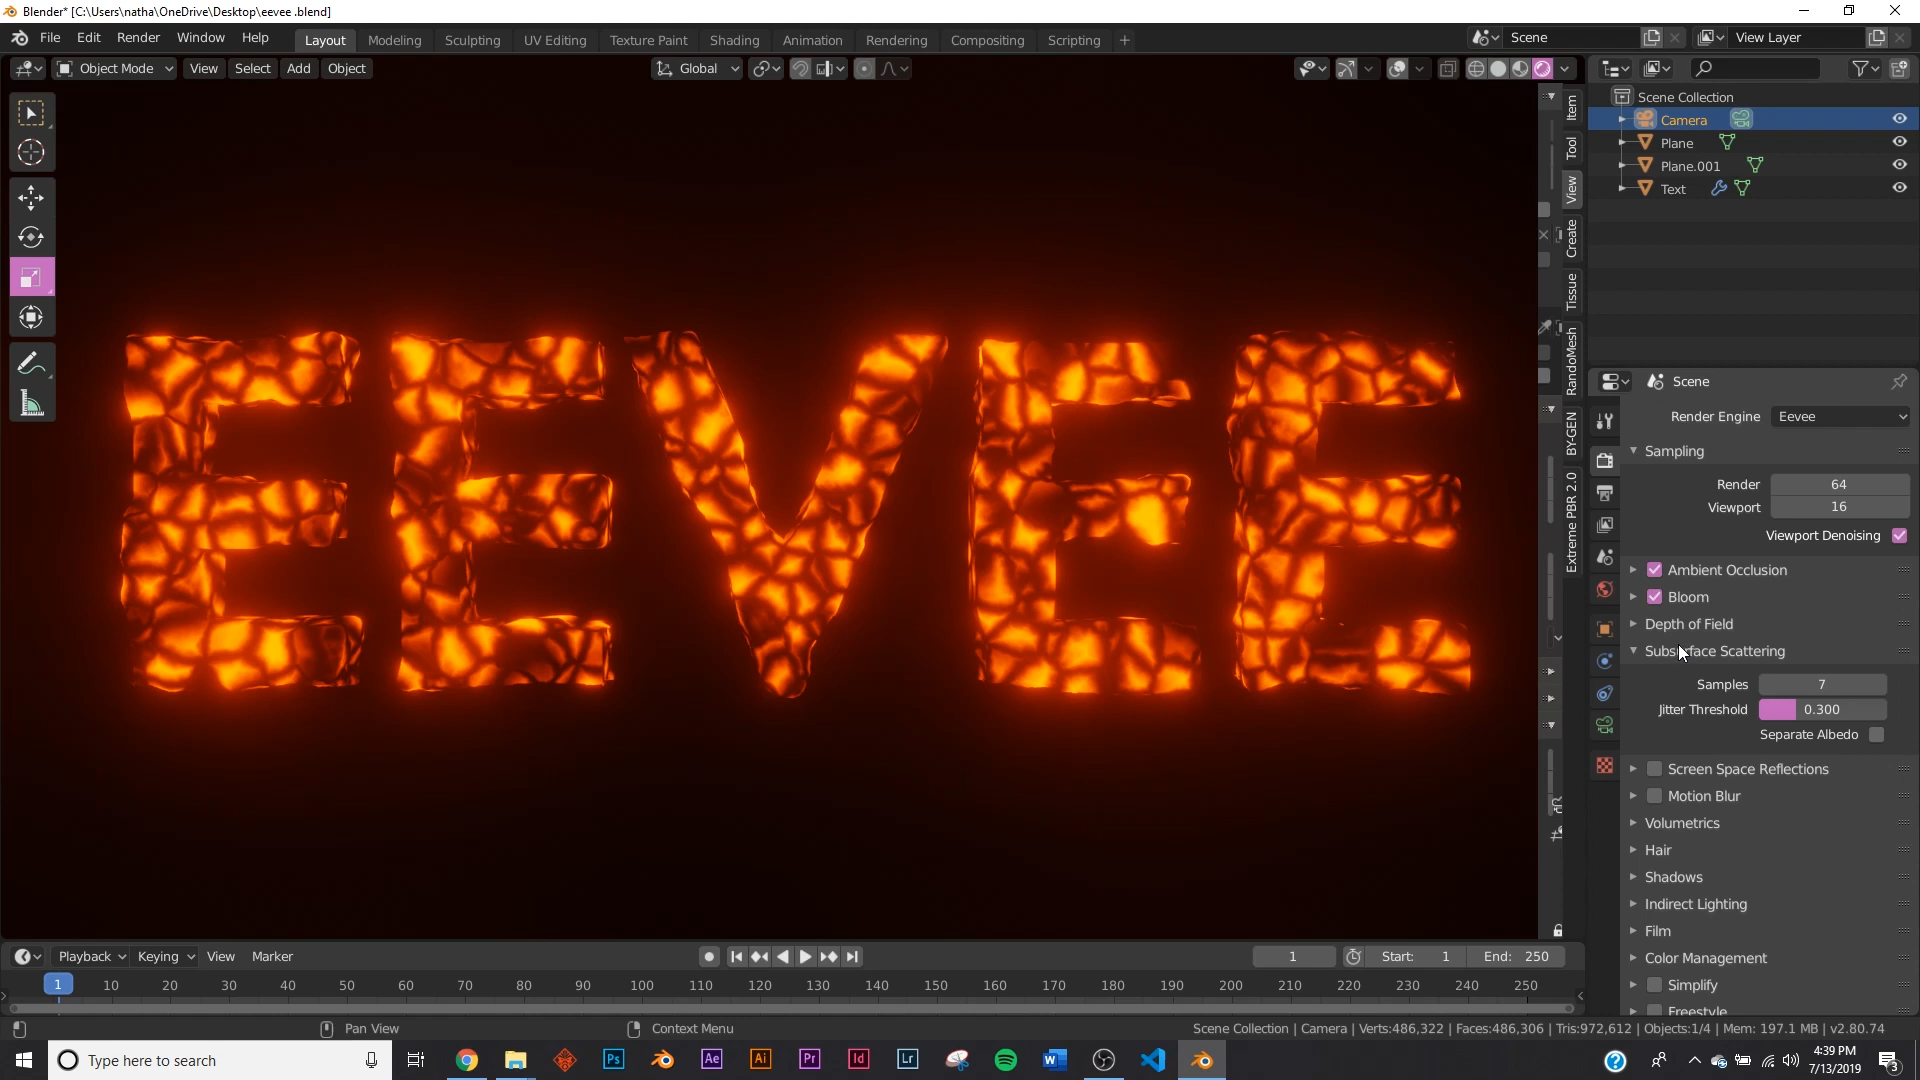 Blender* [C:\Users\natha\OneDrive\Desktop\eevee .blend]
File Edit Render Window Help Layout Modeling Sculpting UV Editing Texture Paint Shading Animation Rendering Compositing Scripting + Scene View Layer
Object Mode View Select Add Object Global
Scene Collection
Camera
Plane
Plane.001
Text
Item
Tool
View
Create
Tissue
RandoMesh
BY-GEN
Extreme PBR 2.0
EEVEE
Scene
Render Engine Eevee
Sampling
Render 64
Viewport 16
Viewport Denoising
Ambient Occlusion
Bloom
Depth of Field
Subsurface Scattering
Samples 7
Jitter Threshold 0.300
Separate Albedo
Screen Space Reflections
Motion Blur
Volumetrics
Hair
Shadows
Indirect Lighting
Film
Color Management
Simplify
Freestyle
Playback Keying View Marker 1 Start: 1 End: 250
1 10 20 30 40 50 60 70 80 90 100 110 120 130 140 150 160 170 180 190 200 210 220 230 240 250
Pan View Context Menu Scene Collection | Camera | Verts:486,322 | Faces:486,306 | Tris:972,612 | Objects:1/4 | Mem: 197.1 MB | v2.80.74
Type here to search Ps Ae Ai Pr Id Lr 4:39 PM
7/13/2019
3